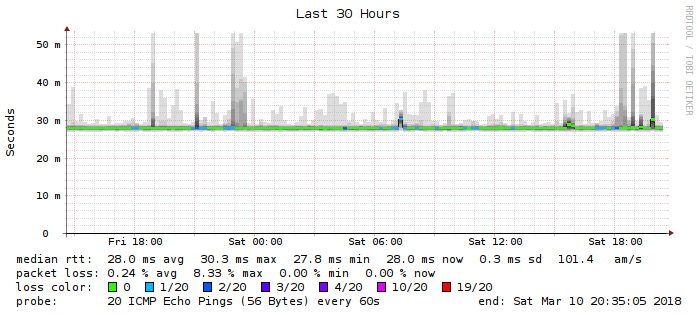 Last 30 Hours
RRDTOOL / TOBI OETIKER
Seconds
50 m
40 m
30 m
20 m
10 m
0
Fri 18:00 Sat 00:00 Sat 06:00 Sat 12:00 Sat 18:00
median rtt: 28.0 ms avg 30.3 ms max 27.8 ms min 28.0 ms now 0.3 ms sd 101.4 am/s
packet loss: 0.24 % avg 8.33 % max 0.00 % min 0.00 % now
loss color: 0 1/20 2/20 3/20 4/20 10/20 19/20
probe: 20 ICMP Echo Pings (56 Bytes) every 60s end: Sat Mar 10 20:35:05 2018